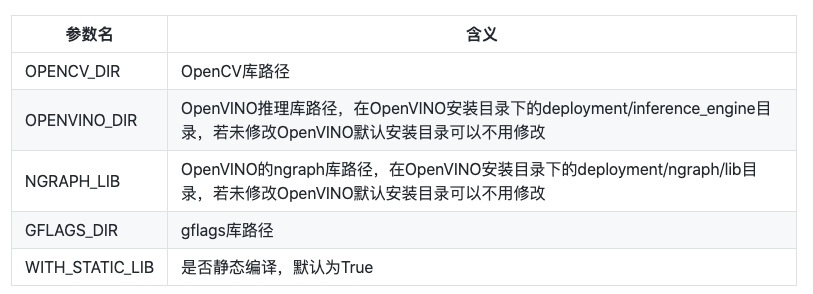 参数名 含义
OPENCV_DIR OpenCV库路径
OPENVINO_DIR OpenVINO推理库路径，在OpenVINO安装目录下的deployment/inference_engine目
录，若未修改OpenVINO默认安装目录可以不用修改
NGRAPH_LIB OpenVINO的ngraph库路径，在OpenVINO安装目录下的deployment/ngraph/lib目
录，若未修改OpenVINO默认安装目录可以不用修改
GFLAGS_DIR gflags库路径
WITH_STATIC_LIB 是否静态编译，默认为True